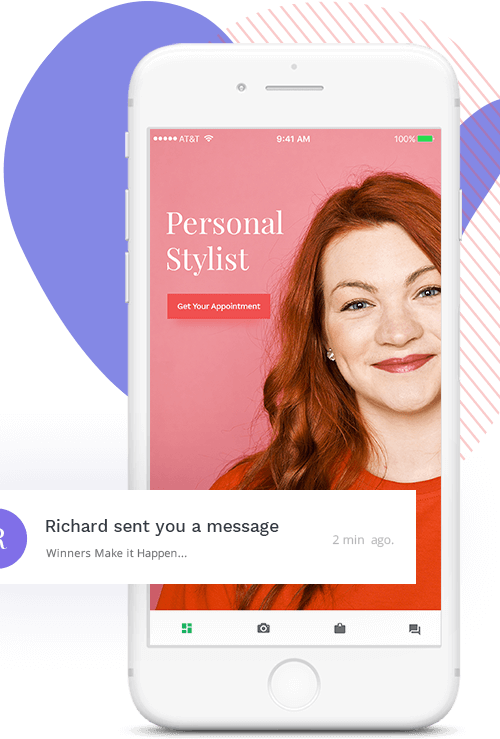 AT&T 9:41 AM 100%
Personal
Stylist
Get Your Appointment
R
Richard sent you a message
2 min ago.
Winners Make it Happen...